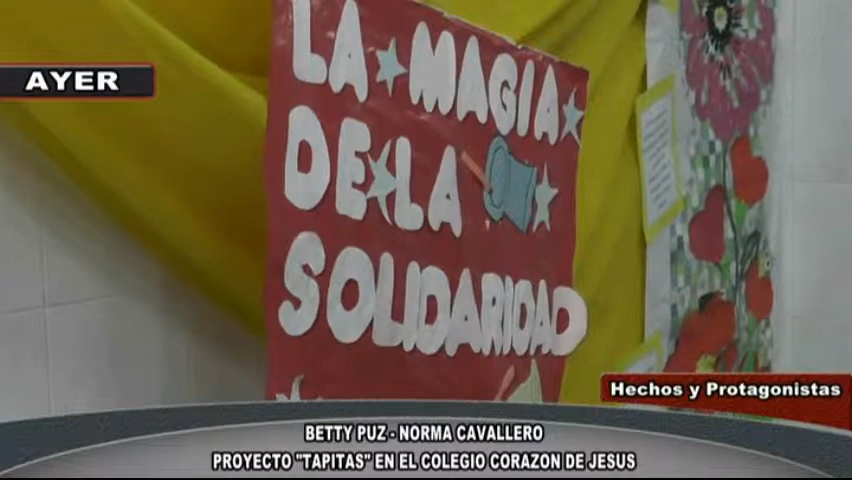 AYER
LA MAGIA
DE LA
SOLIDARIDAD
Hechos y Protagonistas
BETTY PUZ - NORMA CAVALLERO
PROYECTO "TAPITAS" EN EL COLEGIO CORAZON DE JESUS